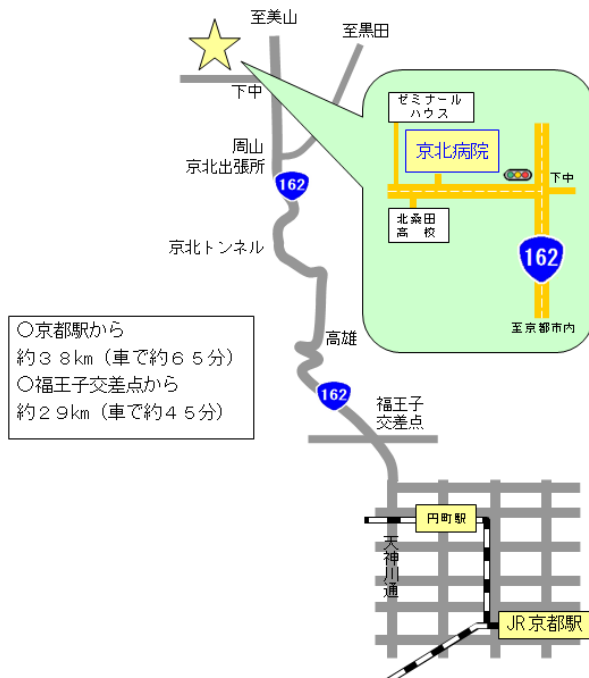 至美山
至黒田
下中
周山
京北出張所
162
京北トンネル
高雄
162
福王子
交差点
○京都駅から
約38km（車で約65分）
○福王子交差点から
約29km（車で約45分）
ゼミナール
ハウス
京北病院
下中
北桑田
高　校
162
至京都市内
円町駅
天神川通
JR京都駅